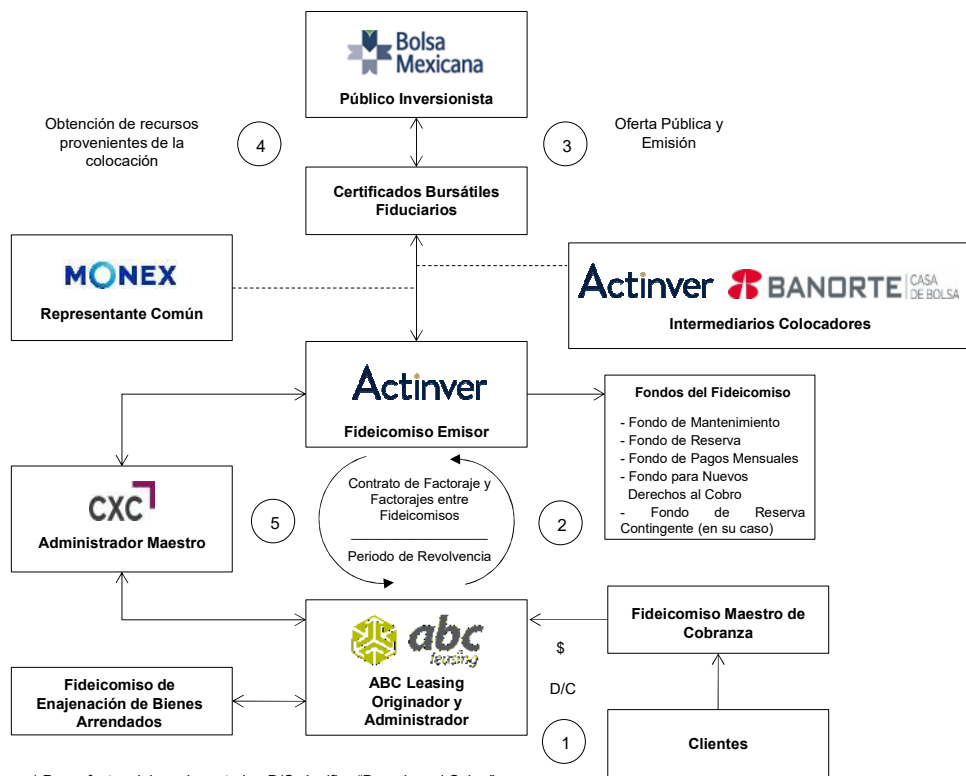 Bolsa
Mexicana
Público Inversionista
Obtención de recursos
provenientes de la
colocación
4
3
Oferta Pública y
Emisión
Certificados Bursátiles
Fiduciarios
MONEX
Representante Común
Actinver
BANORTE
CASA
DE BOLSA
Intermediarios Colocadores
Actinver
Fideicomiso Emisor
Fondos del Fideicomiso
- Fondo de Mantenimiento
- Fondo de Reserva
- Fondo de Pagos Mensuales
- Fondo para Nuevos
Derechos al Cobro
- Fondo de Reserva
Contingente (en su caso)
CXC
Administrador Maestro
5
Contrato de Factoraje y
Factorajes entre
Fideicomisos
Periodo de Revolvencia
2
abc
leasing
ABC Leasing
Originador y
Administrador
Fideicomiso Maestro de
Cobranza
$
D/C
Fideicomiso de
Enajenación de Bienes
Arrendados
1
Clientes